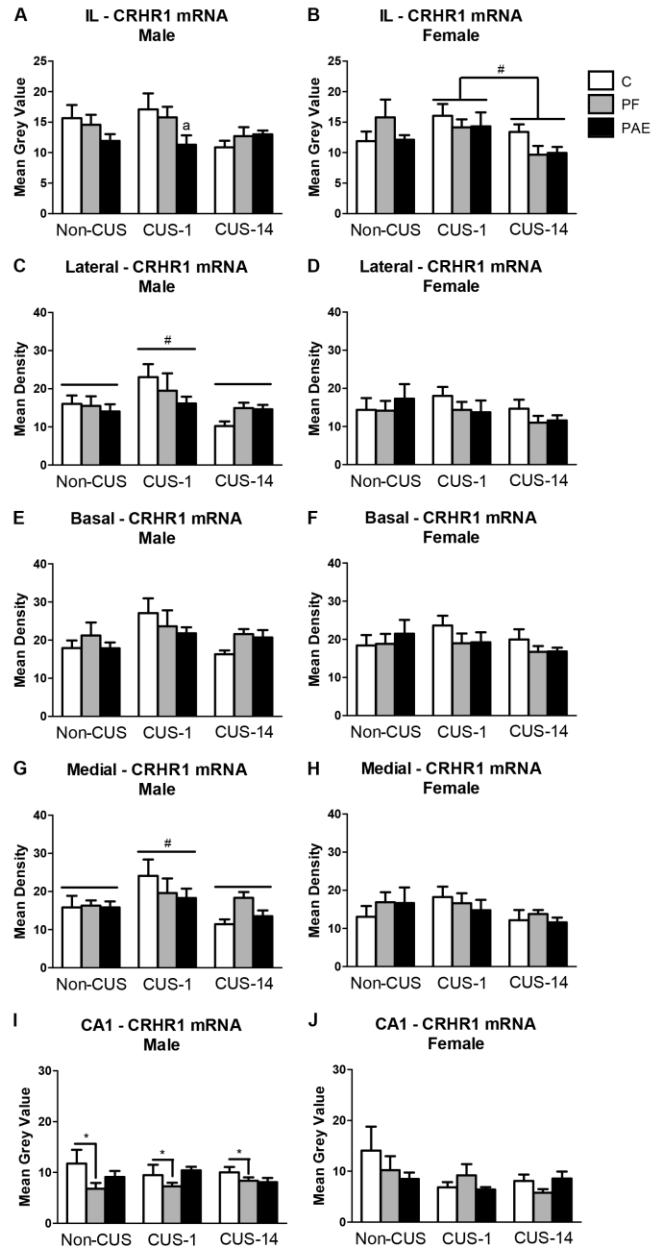 A
IL - CRHR1 mRNA
Male
Mean Grey Value
25
20
15
10
5
0
a
Non-CUS CUS-1 CUS-14
B
IL - CRHR1 mRNA
Female
Mean Grey Value
25
20
15
10
5
0
#
Non-CUS CUS-1 CUS-14
C
PF
PAE
C
Lateral - CRHR1 mRNA
Male
Mean Density
40
30
20
10
0
#
Non-CUS CUS-1 CUS-14
D
Lateral - CRHR1 mRNA
Female
Mean Density
40
30
20
10
0
Non-CUS CUS-1 CUS-14
E
Basal - CRHR1 mRNA
Male
Mean Density
40
30
20
10
0
Non-CUS CUS-1 CUS-14
F
Basal - CRHR1 mRNA
Female
Mean Density
40
30
20
10
0
Non-CUS CUS-1 CUS-14
G
Medial - CRHR1 mRNA
Male
Mean Density
40
30
20
10
0
#
Non-CUS CUS-1 CUS-14
H
Medial - CRHR1 mRNA
Female
Mean Density
40
30
20
10
0
Non-CUS CUS-1 CUS-14
I
CA1 - CRHR1 mRNA
Male
Mean Grey Value
30
20
10
0
* * *
Non-CUS CUS-1 CUS-14
J
CA1 - CRHR1 mRNA
Female
Mean Grey Value
30
20
10
0
Non-CUS CUS-1 CUS-14